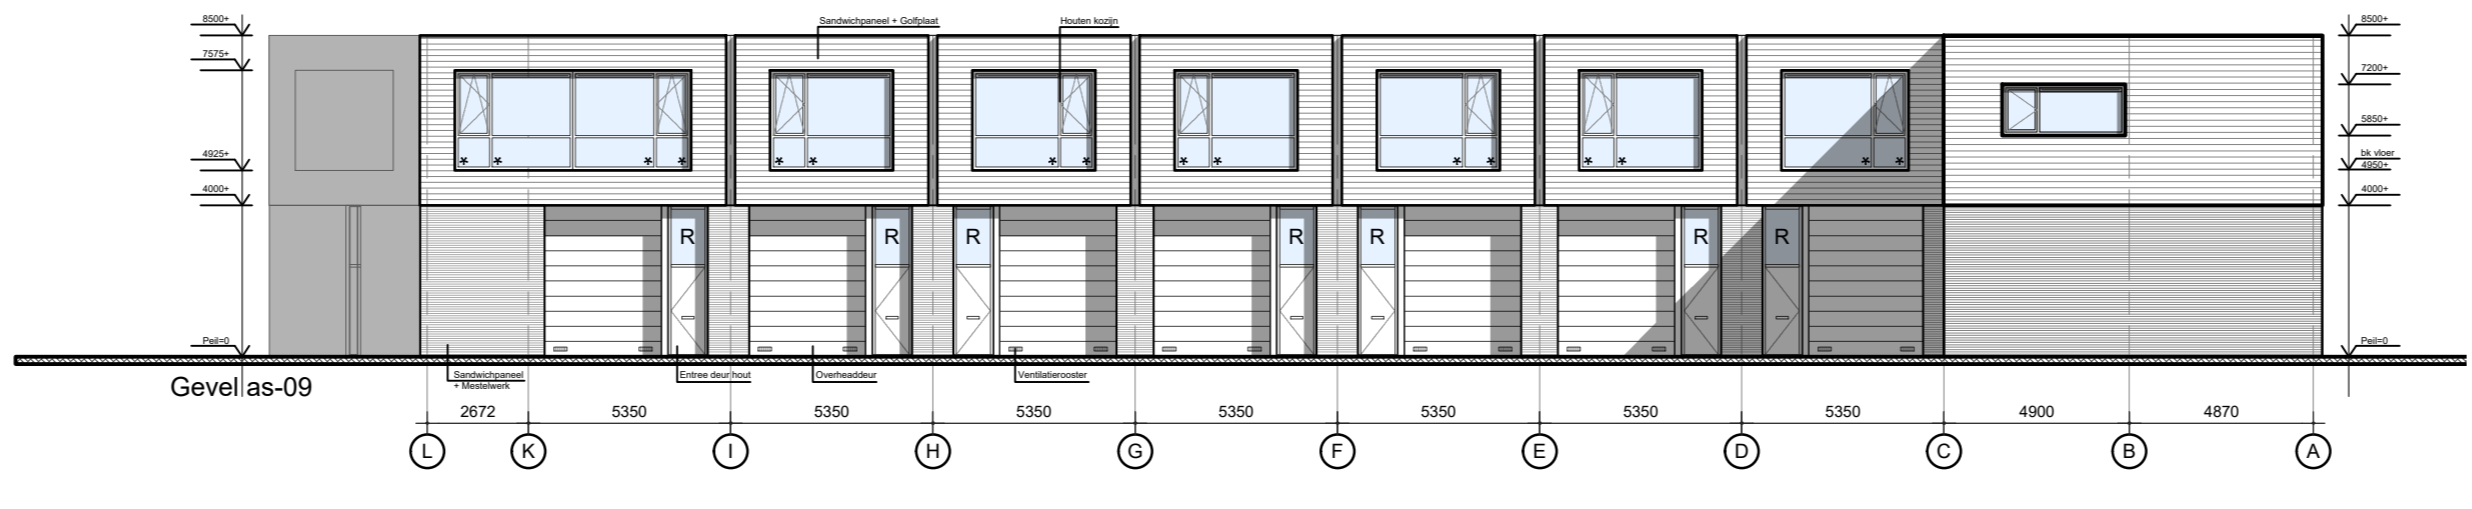 8500+
Sandwichpaneel + Golfplaat
Houten kozijn
8500+
7575+
7200+
5850+
4925+
bk vloer
4950+
4000+
4000+
* * * *
* *
* *
* *
* *
* *
* *
R
R
R
R
R
R
R
Peil=0
Peil=0
Gevel as-09
Sandwichpaneel
+ Mestelwerk
Entree deur hout
Overheaddeur
Ventilatierooster
2672 5350 5350 5350 5350 5350 5350 5350 4900 4870
L K I H G F E D C B A